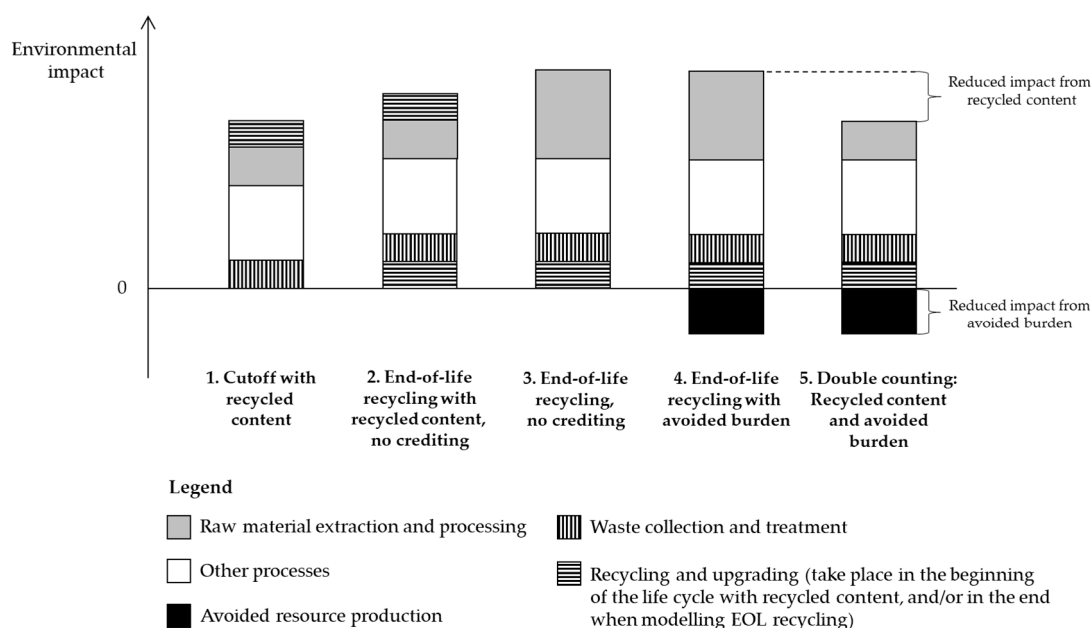 Environmental
impact
Reduced impact from
recycled content
0
Reduced impact from
avoided burden
1. Cutoff with
recycled
content
2. End-of-life
recycling with
recycled content,
no crediting
3. End-of-life
recycling,
no crediting
4. End-of-life
recycling with
avoided burden
5. Double counting:
Recycled content
and avoided
burden
Legend
Raw material extraction and processing
Other processes
Avoided resource production
Waste collection and treatment
Recycling and upgrading (take place in the beginning
of the life cycle with recycled content, and/or in the end
when modelling EOL recycling)